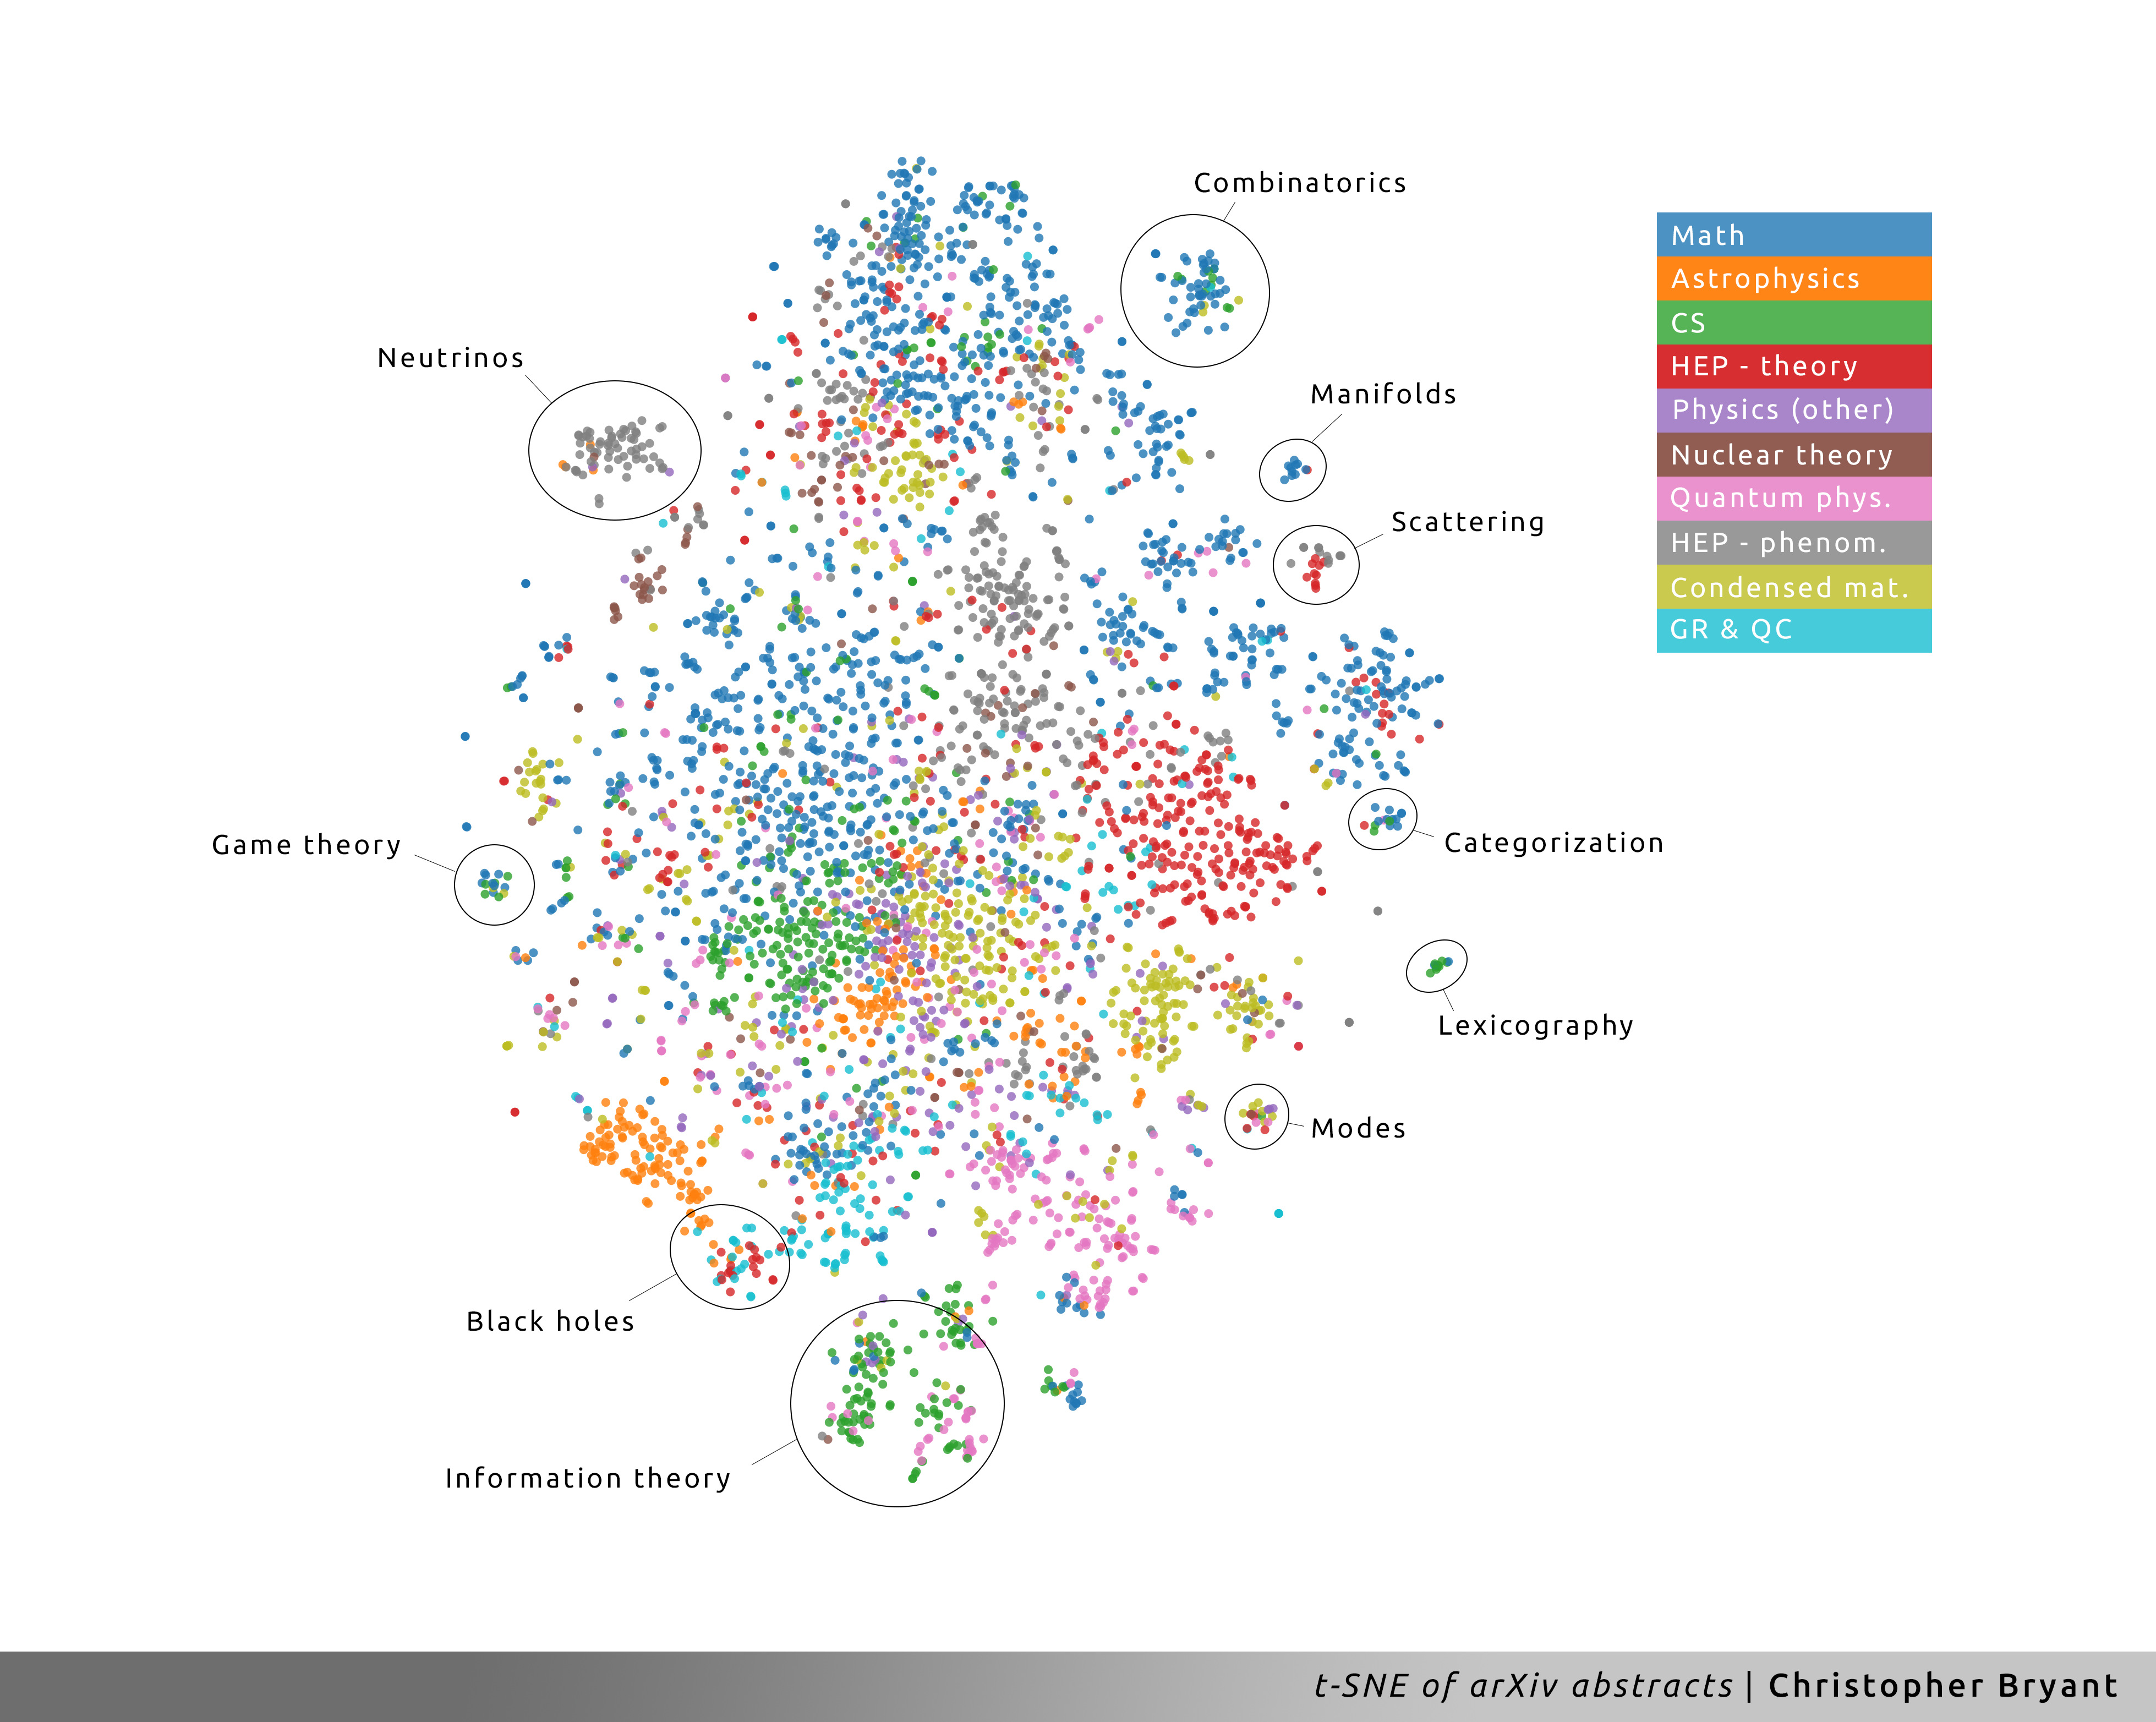 Combinatorics
Neutrinos
Manifolds
Scattering
Game theory
Categorization
Lexicography
Modes
Black holes
Information theory
Math
Astrophysics
CS
HEP - theory
Physics (other)
Nuclear theory
Quantum phys.
HEP - phenom.
Condensed mat.
GR & QC
t-SNE of arXiv abstracts | Christopher Bryant